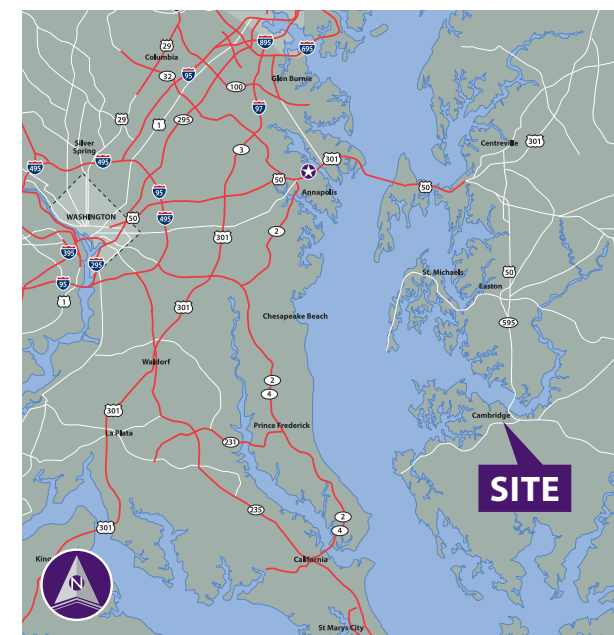 895
695
29
Columbia
32
95
Glen Burnie
100
97
29
1
295
3
Silver
Spring
301
Centreville
301
495
495
50
50
Annapolis
95
WASHINGTON
50
495
301
2
395
295
St. Michaels
50
Easton
95
1
301
Chesapeake Beach
595
Waldorf
2
4
301
Cambridge
La Plata
Prince Frederick
231
SITE
235
2
301
4
California
King
N
St Marys City